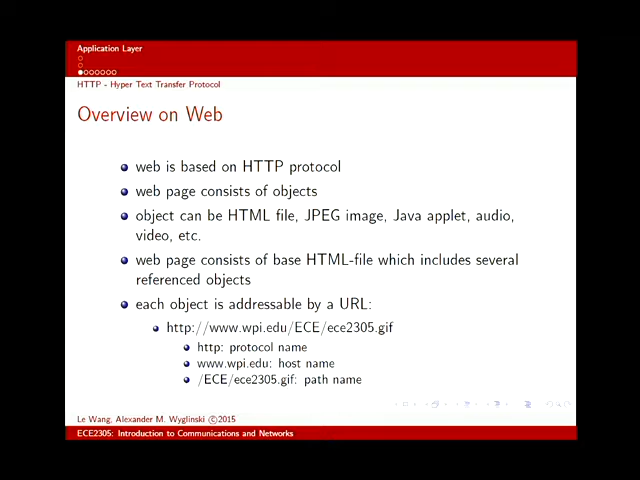 Application Layer
HTTP - Hyper Text Transfer Protocol
Overview on Web
web is based on HTTP protocol
web page consists of objects
object can be HTML file, JPEG image, Java applet, audio,
video, etc.
web page consists of base HTML-file which includes several
referenced objects
each object is addressable by a URL:
http://www.wpi.edu/ECE/ece2305.gif
http: protocol name
www.wpi.edu: host name
/ECE/ece2305.gif: path name
Le Wang, Alexander M. Wyglinski ©2015
ECE2305: Introduction to Communications and Networks